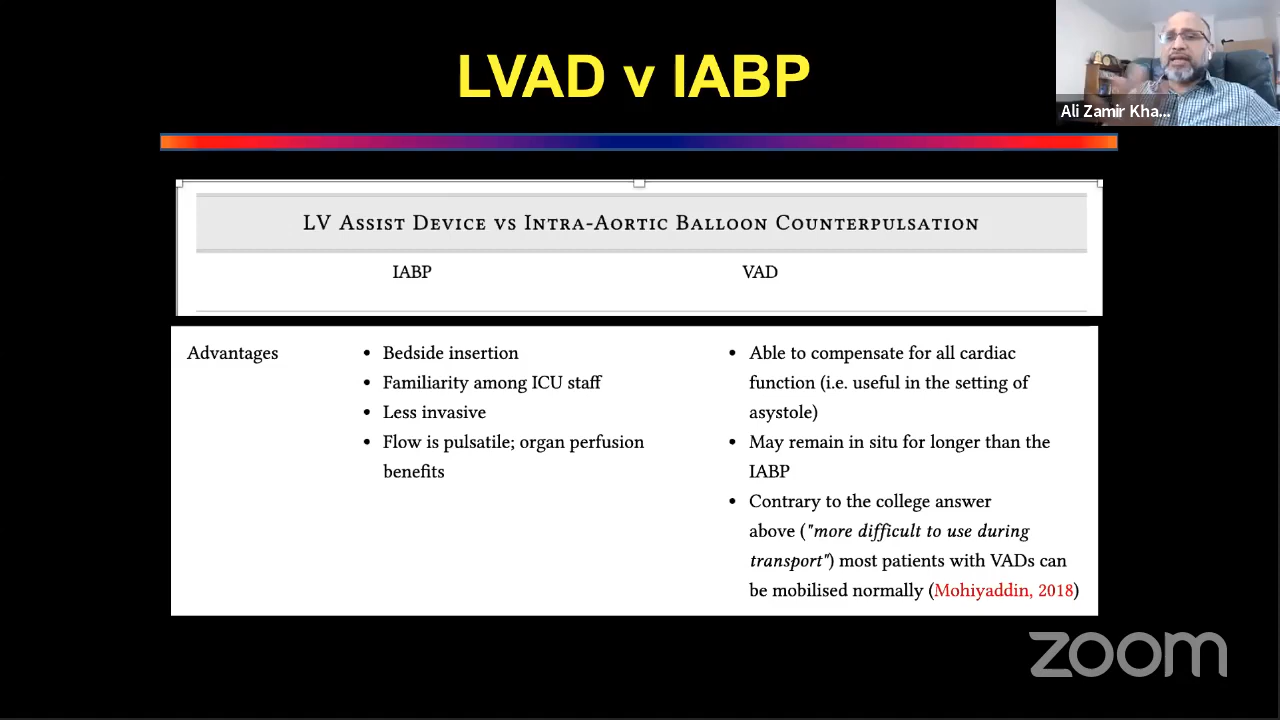 LVAD v IABP
Ali Zamir Kha...
LV Assist Device vs Intra-Aortic Balloon Counterpulsation
IABP
VAD
Advantages
• Bedside insertion
• Familiarity among ICU staff
• Less invasive
• Flow is pulsatile; organ perfusion
benefits
• Able to compensate for all cardiac
function (i.e. useful in the setting of
asystole)
• May remain in situ for longer than the
IABP
• Contrary to the college answer
above ("more difficult to use during
transport") most patients with VADs can
be mobilised normally (Mohiyaddin, 2018)
zoom